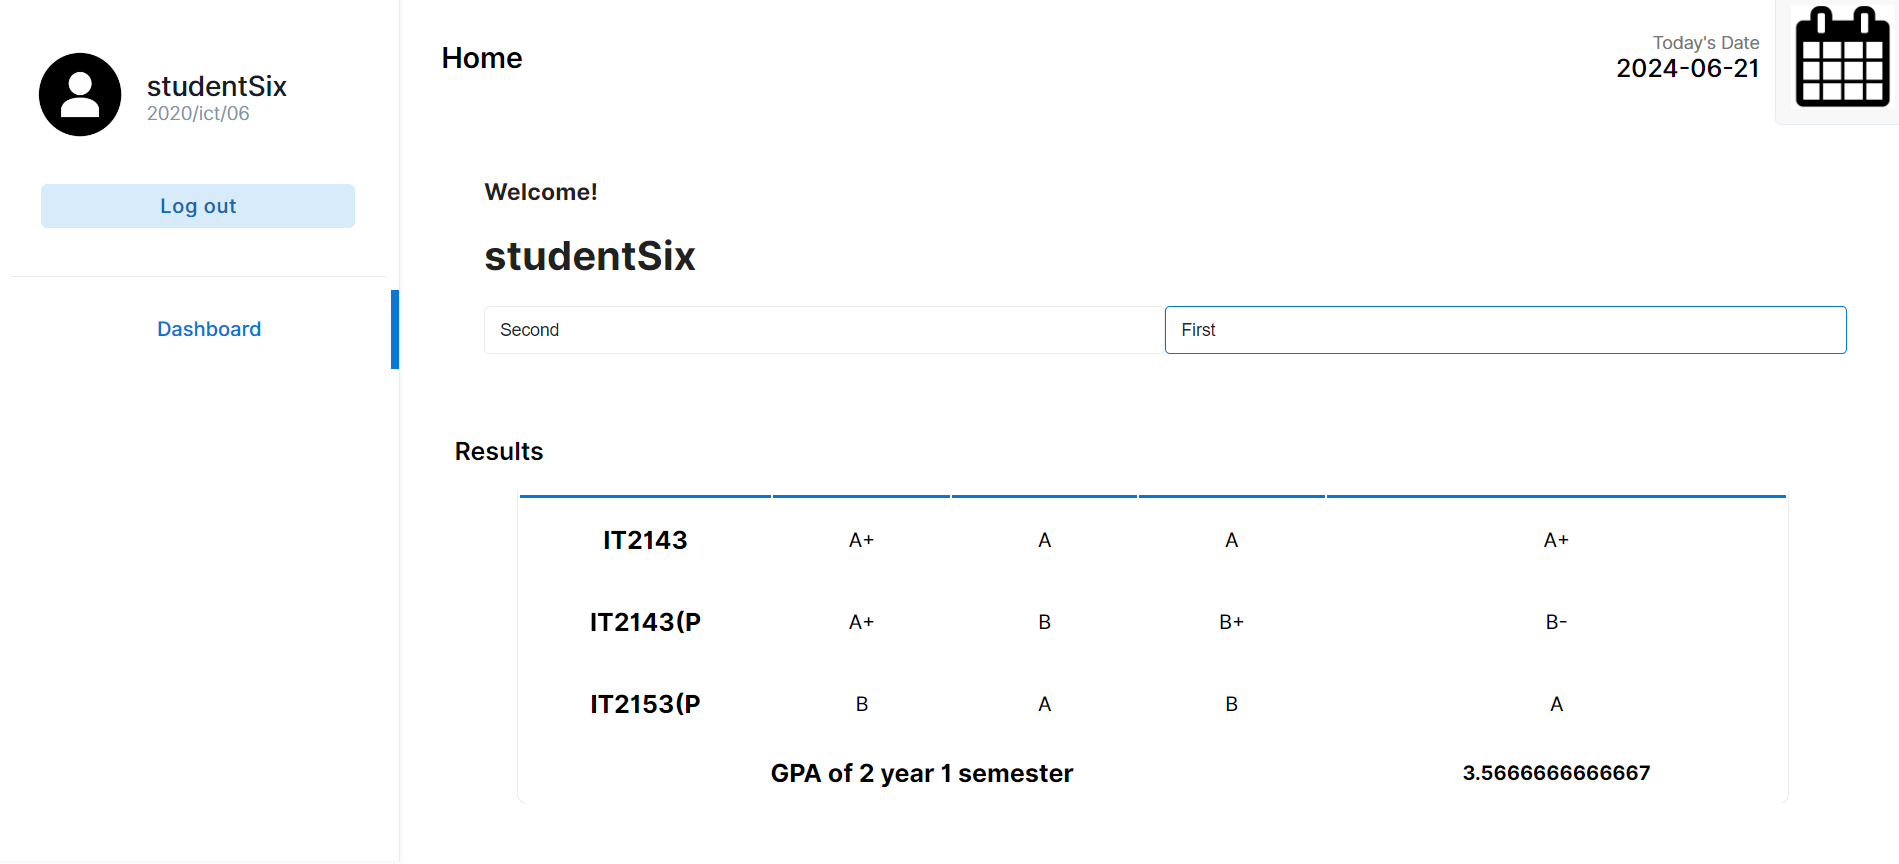 studentSix
2020/ict/06
Log out
Dashboard
Home
Today's Date
2024-06-21
Welcome!
studentSix
Second First
Results
IT2143 A+ A A A+
IT2143(P A+ B B+ B-
IT2153(P B A B A
GPA of 2 year 1 semester 3.5666666666667